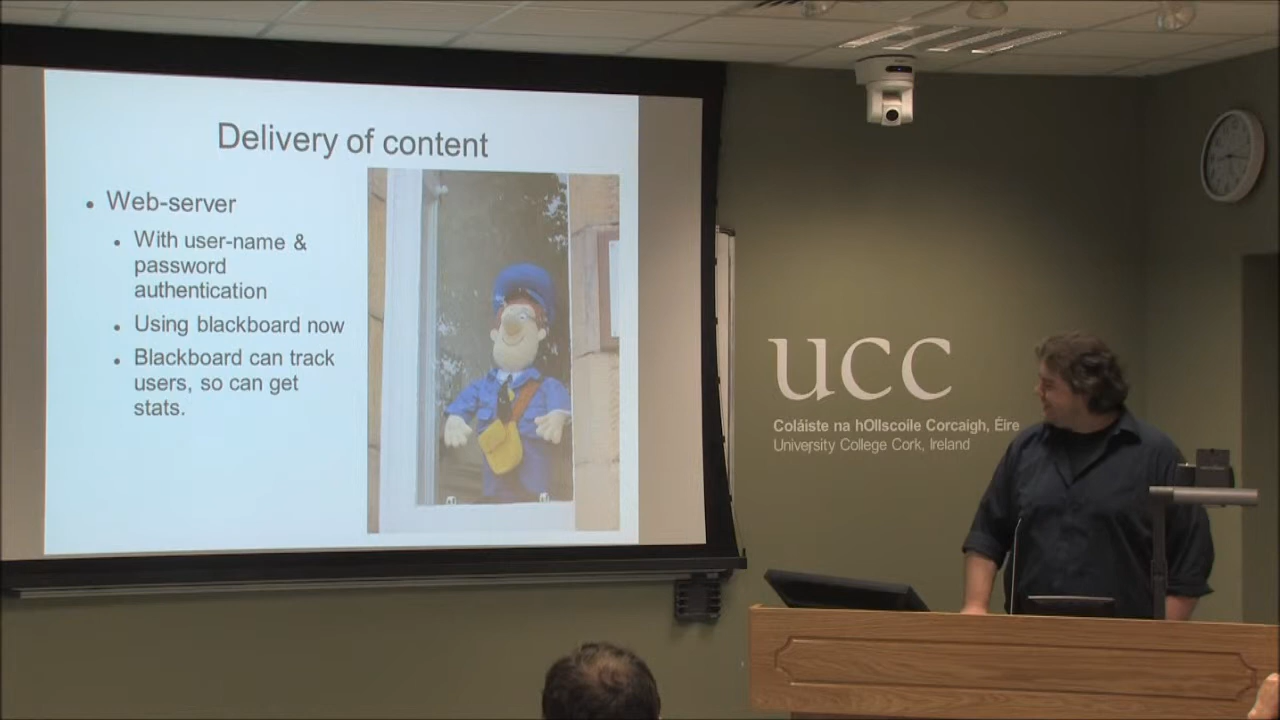 Delivery of content
Web-server
With user-name &
password
authentication
Using blackboard now
Blackboard can track
users, so can get
stats.
UCC
Coláiste na hOllscoile Corcaigh, Éire
University College Cork, Ireland